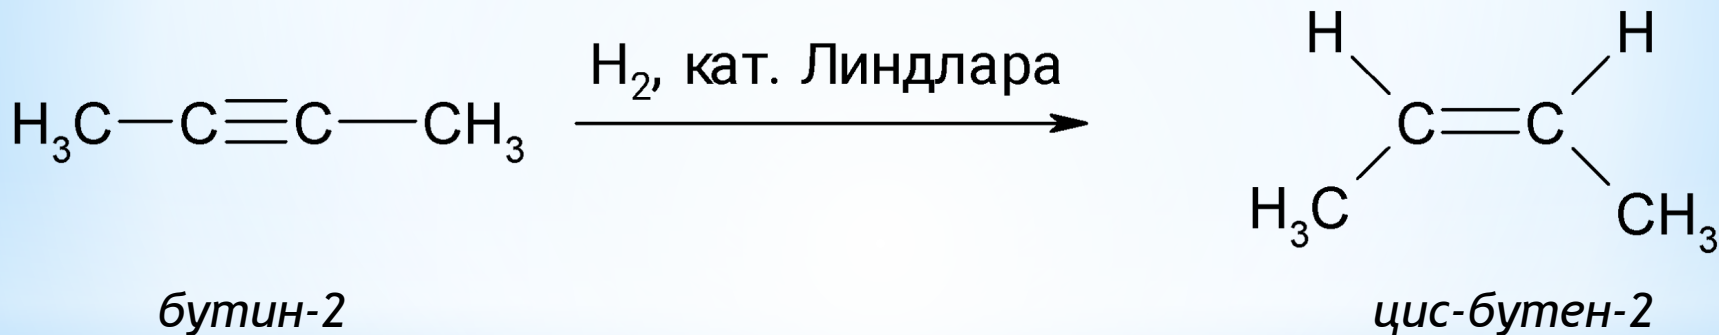 H₂, кат. Линдлара
H₃C—C≡C—CH₃
H H
C=C
H₃C CH₃
бутин-2 цис-бутен-2